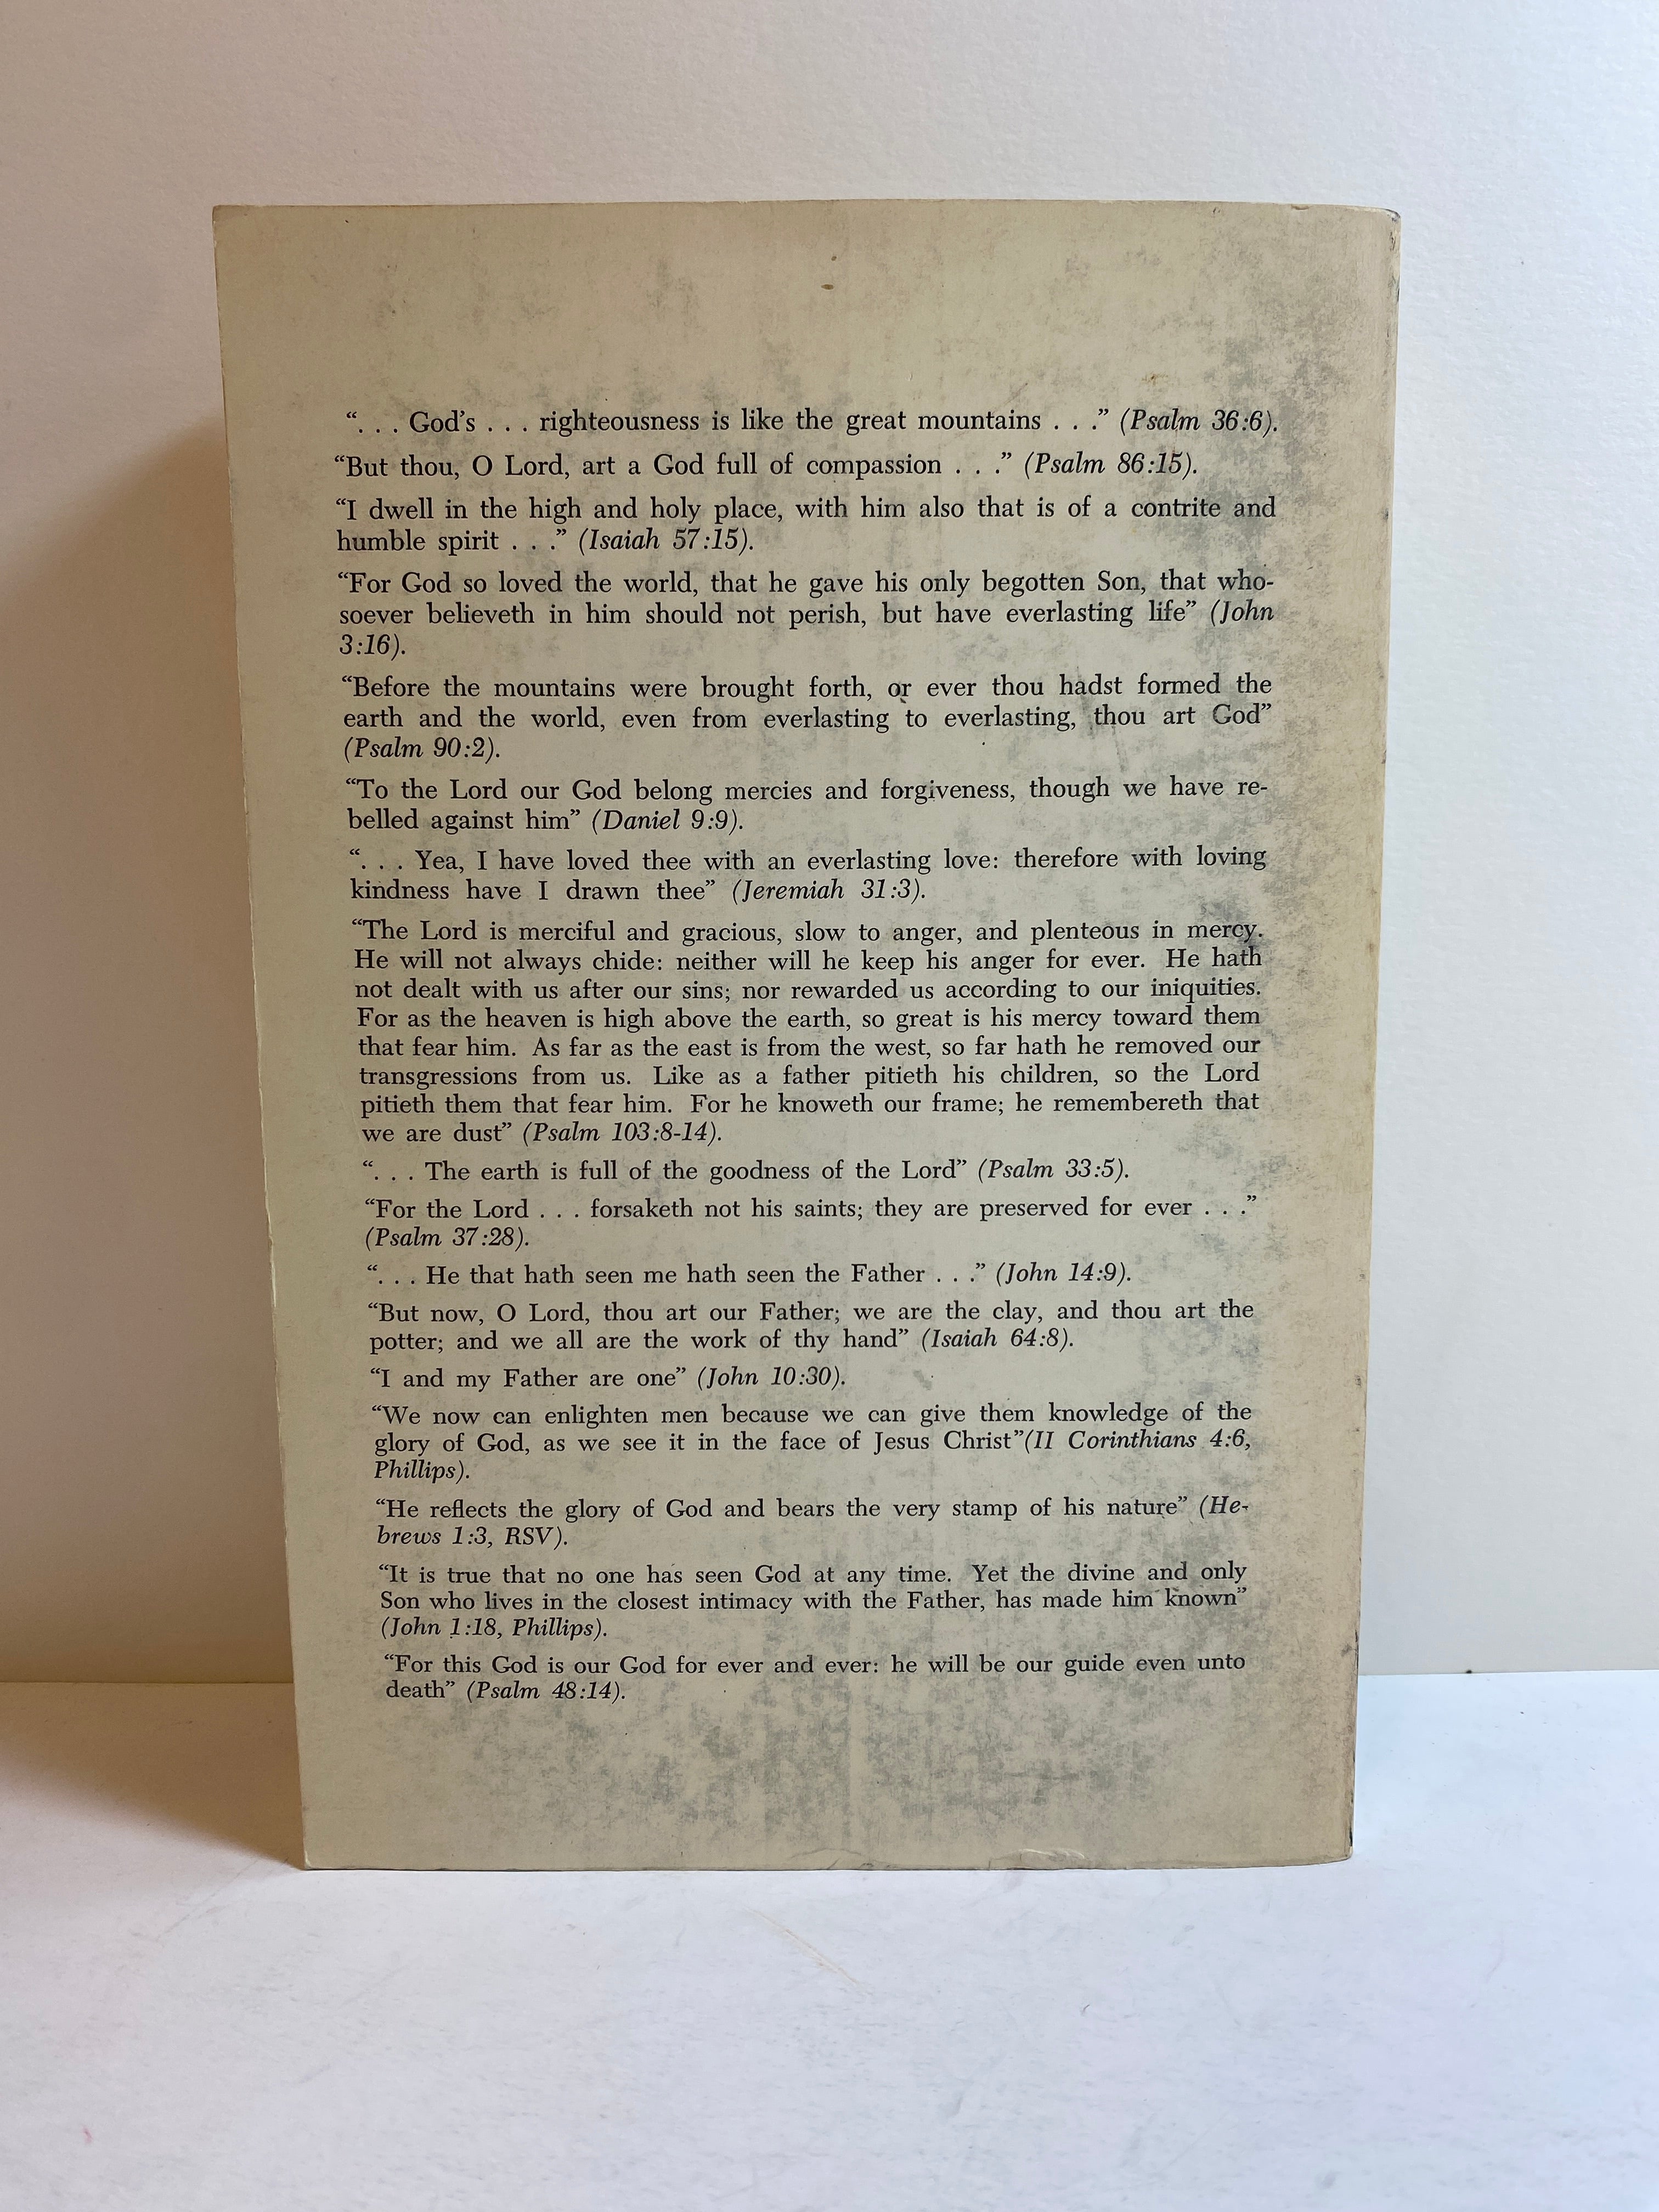 “. . . God’s . . . righteousness is like the great mountains . . .” (Psalm 36:6).
“But thou, O Lord, art a God full of compassion . . .” (Psalm 86:15).
“I dwell in the high and holy place, with him also that is of a contrite and
humble spirit . . .” (Isaiah 57:15).
“For God so loved the world, that he gave his only begotten Son, that who-
soever believeth in him should not perish, but have everlasting life” (John
3:16).
“Before the mountains were brought forth, or ever thou hadst formed the
earth and the world, even from everlasting to everlasting, thou art God”
(Psalm 90:2).
“To the Lord our God belong mercies and forgiveness, though we have re-
belled against him” (Daniel 9:9).
“. . . Yea, I have loved thee with an everlasting love: therefore with loving
kindness have I drawn thee” (Jeremiah 31:3).
“The Lord is merciful and gracious, slow to anger, and plenteous in mercy.
He will not always chide: neither will he keep his anger for ever. He hath
not dealt with us after our sins; nor rewarded us according to our iniquities.
For as the heaven is high above the earth, so great is his mercy toward them
that fear him. As far as the east is from the west, so far hath he removed our
transgressions from us. Like as a father pitieth his children, so the Lord
pitieth them that fear him. For he knoweth our frame; he remembereth that
we are dust” (Psalm 103:8-14).
“. . . The earth is full of the goodness of the Lord” (Psalm 33:5).
“For the Lord . . . forsaketh not his saints; they are preserved for ever . . .”
(Psalm 37:28).
“. . . He that hath seen me hath seen the Father . . .” (John 14:9).
“But now, O Lord, thou art our Father; we are the clay, and thou art the
potter; and we all are the work of thy hand” (Isaiah 64:8).
“I and my Father are one” (John 10:30).
“We now can enlighten men because we can give them knowledge of the
glory of God, as we see it in the face of Jesus Christ”(II Corinthians 4:6,
Phillips).
“He reflects the glory of God and bears the very stamp of his nature” (He-
brews 1:3, RSV).
“It is true that no one has seen God at any time. Yet the divine and only
Son who lives in the closest intimacy with the Father, has made him known”
(John 1:18, Phillips).
“For this God is our God for ever and ever: he will be our guide even unto
death” (Psalm 48:14).